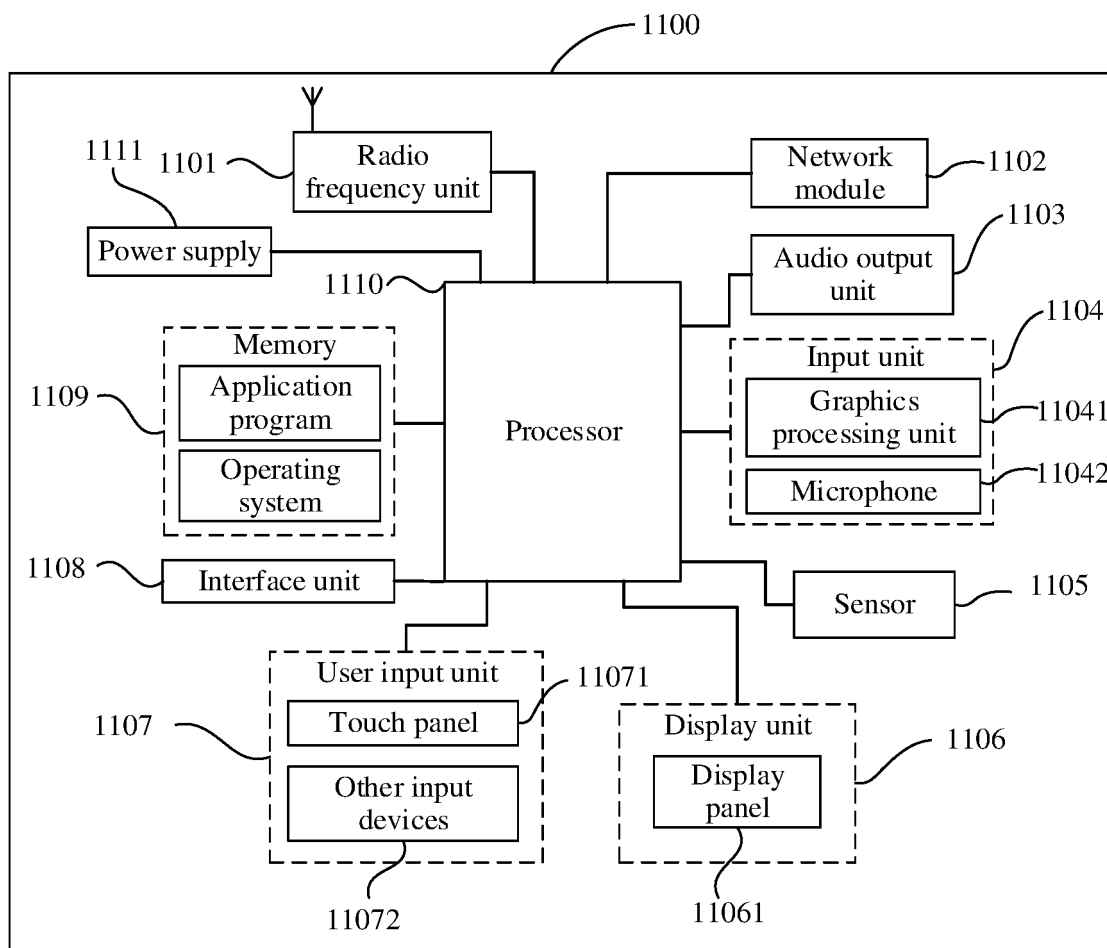 1100
1111
1101
Radio
frequency unit
Network
module
1102
Power supply
1110
Audio output
unit
1103
1104
Memory
Application
program
Operating
system
1109
Processor
Input unit
Graphics
processing unit
11041
Microphone
11042
1108
Interface unit
Sensor
1105
User input unit
11071
Touch panel
1107
Other input
devices
11072
Display unit
1106
Display
panel
11061